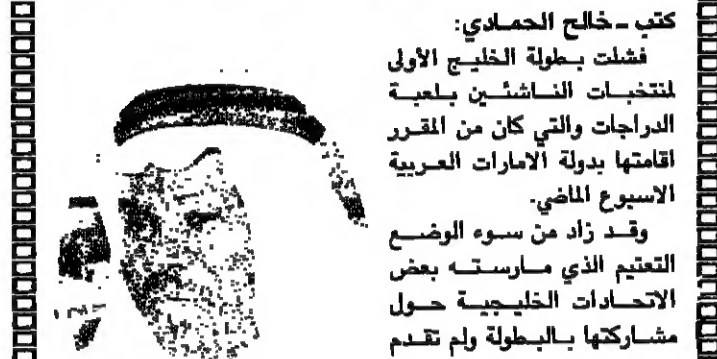 كتب - خالح الحمادي:
فشلت بطولة الخليج الأولى
لمنتخبات الناشئين بلعبة
الدراجات والتي كان من المقرر
اقامتها بدولة الامارات العربية
الاسبوع الماضي.
وقد زاد من سوء الوضع
التعتيم الذي مارسته بعض
الاتحادات الخليجية حول
مشاركتها بالبطولة ولم تقدم